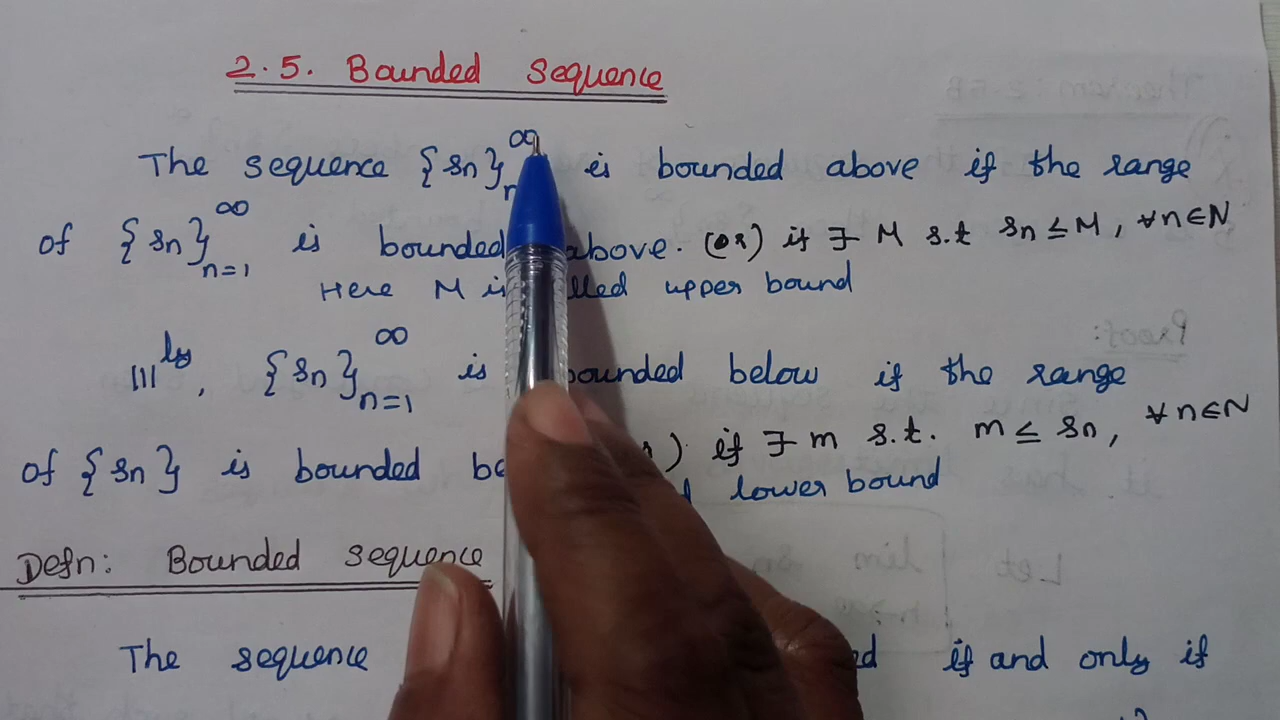 2.5. Bounded Sequence
The sequence {sn}n ∞ is bounded above if the range
of {sn}n=1 ∞ is bounded above. (or) if ∃ M s.t sn ≤ M, ∀ n∈N
Here M is upper bound
|||ly, {sn}n=1 ∞ is bounded below if the range
of {sn} is bounded if ∃ m s.t. m ≤ sn, ∀ n∈N
lower bound
Defn: Bounded sequence
The sequence if and only if